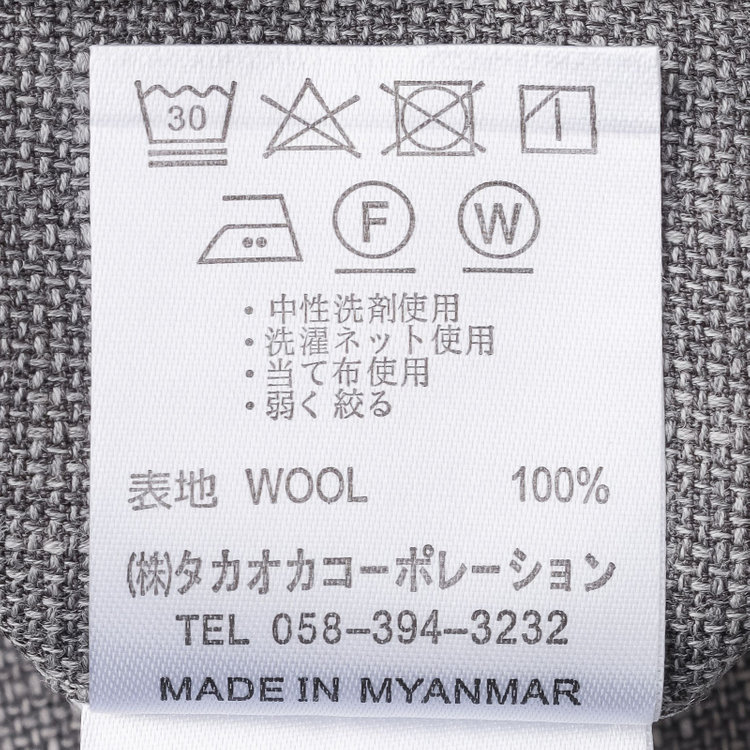 30
F W
・中性洗剤使用
・洗濯ネット使用
・当て布使用
・弱く絞る
表地 WOOL 100%
(株)タカオカコーポレーション
TEL 058-394-3232
MADE IN MYANMAR